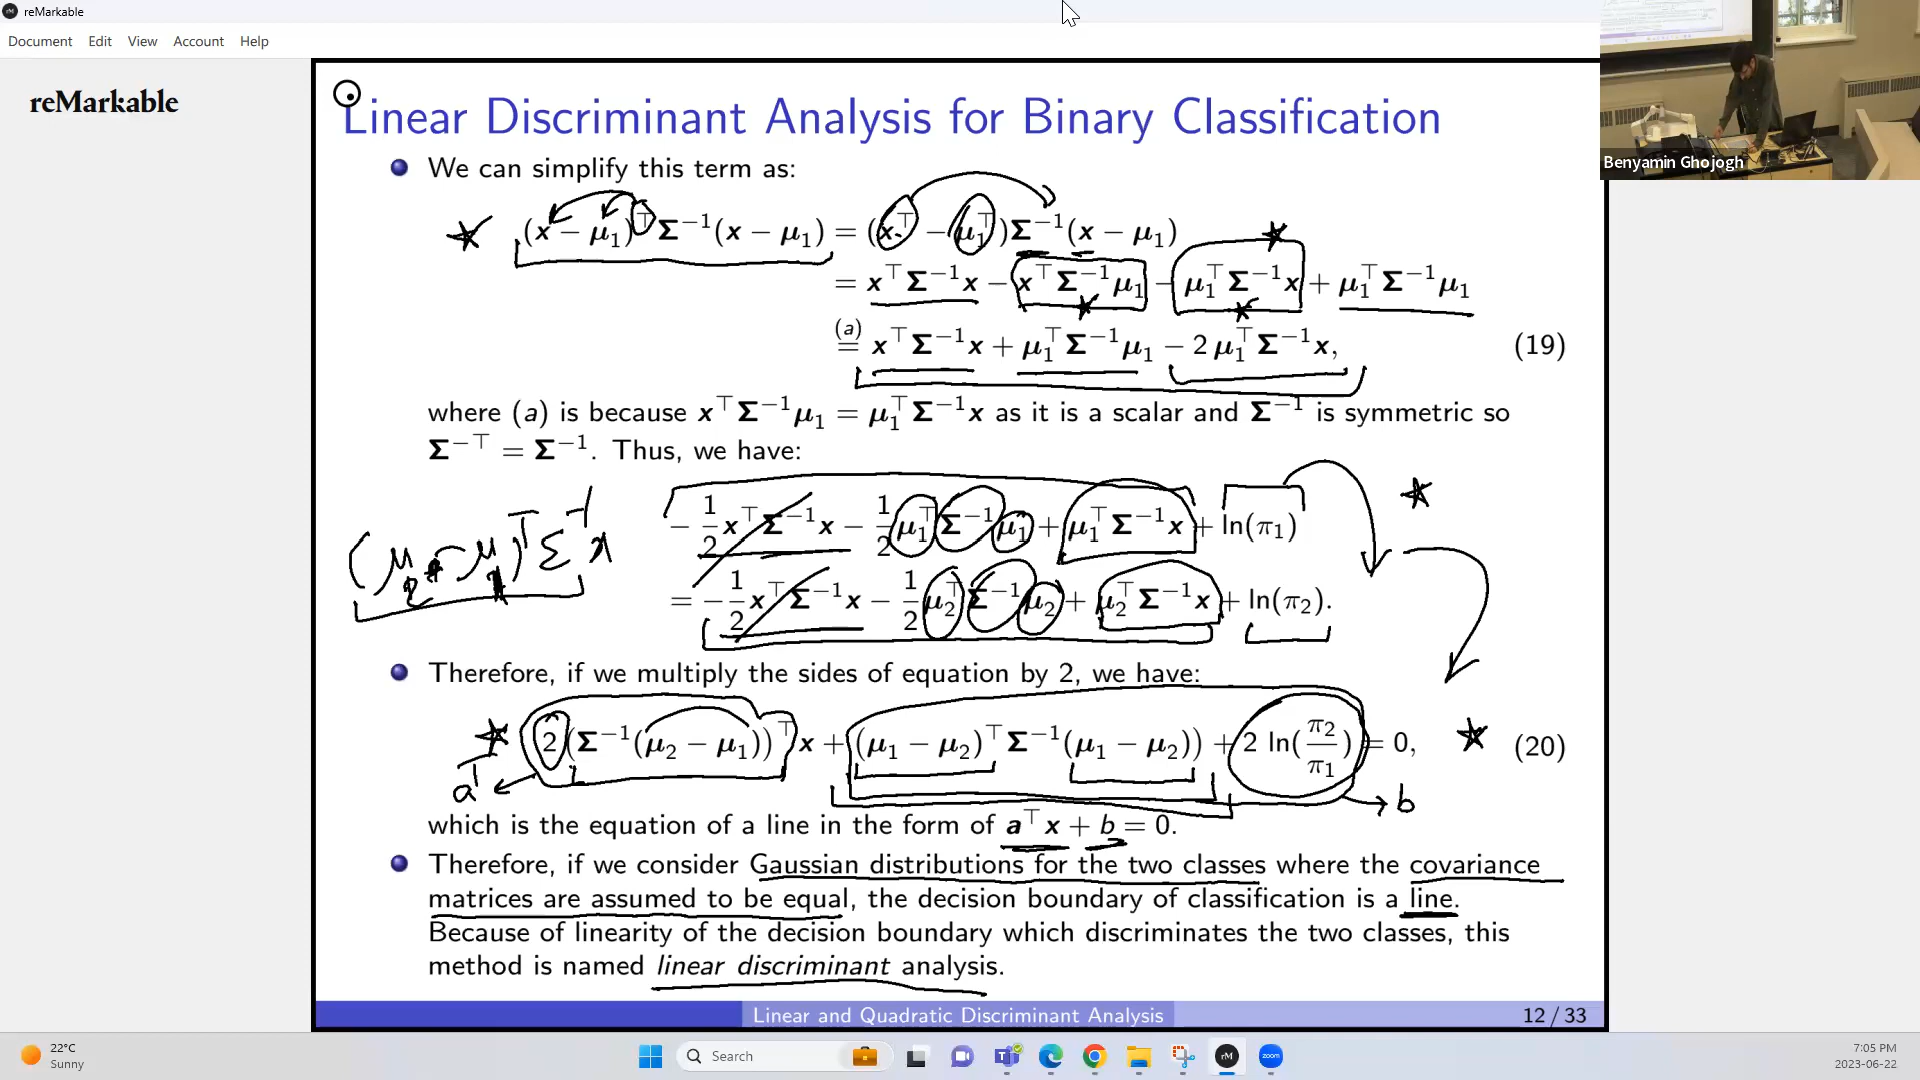 reMarkable
Document Edit View Account Help
reMarkable
Benyamin Ghojogh
Linear Discriminant Analysis for Binary Classification
We can simplify this term as:
(x − μ₁)^⊤ Σ⁻¹(x − μ₁) = (x^⊤ − μ₁^⊤)Σ⁻¹(x − μ₁)
= x^⊤Σ⁻¹x − x^⊤Σ⁻¹μ₁ − μ₁^⊤Σ⁻¹x + μ₁^⊤Σ⁻¹μ₁
(a)= x^⊤Σ⁻¹x + μ₁^⊤Σ⁻¹μ₁ − 2 μ₁^⊤Σ⁻¹x, (19)
where (a) is because x^⊤Σ⁻¹μ₁ = μ₁^⊤Σ⁻¹x as it is a scalar and Σ⁻¹ is symmetric so
Σ^−⊤ = Σ⁻¹. Thus, we have:
− 1/2 x^⊤Σ⁻¹x − 1/2 μ₁^⊤Σ⁻¹μ₁ + μ₁^⊤Σ⁻¹x + ln(π₁)
(μ₂ − μ₁)^⊤ Σ⁻¹ x
= − 1/2 x^⊤Σ⁻¹x − 1/2 μ₂^⊤Σ⁻¹μ₂ + μ₂^⊤Σ⁻¹x + ln(π₂).
Therefore, if we multiply the sides of equation by 2, we have:
2(Σ⁻¹(μ₂ − μ₁))^⊤ x + (μ₁ − μ₂)^⊤Σ⁻¹(μ₁ − μ₂)) + 2 ln(π₂/π₁) = 0, (20)
a^⊤
b
which is the equation of a line in the form of a^⊤x + b = 0.
Therefore, if we consider Gaussian distributions for the two classes where the covariance
matrices are assumed to be equal, the decision boundary of classification is a line.
Because of linearity of the decision boundary which discriminates the two classes, this
method is named linear discriminant analysis.
Linear and Quadratic Discriminant Analysis 12 / 33
22°C
Sunny
Search
zoom
7:05 PM
2023-06-22